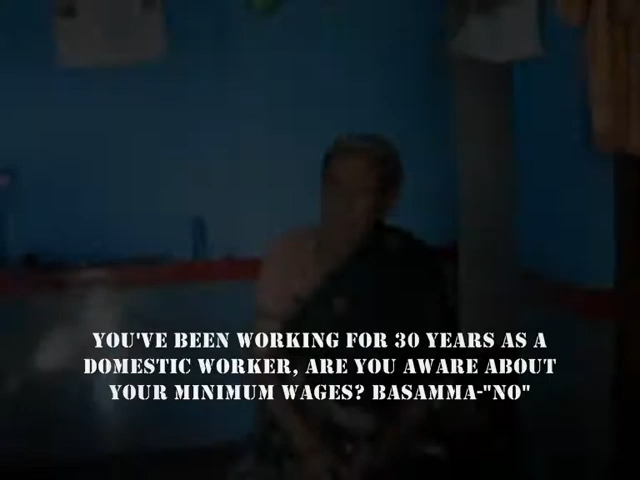 YOU'VE BEEN WORKING FOR 30 YEARS AS A
DOMESTIC WORKER, ARE YOU AWARE ABOUT
YOUR MINIMUM WAGES? BASAMMA-"NO"